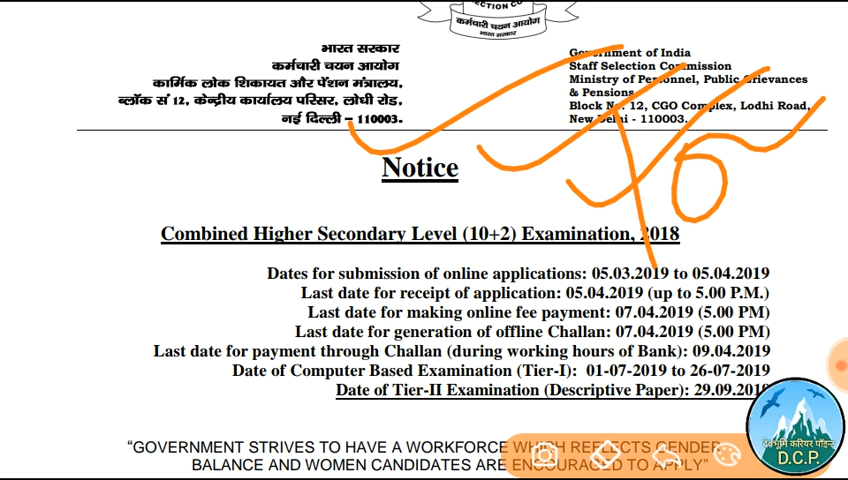 SELECTION CO
कर्मचारी चयन आयोग
भारत सरकार
भारत सरकार
कर्मचारी चयन आयोग
कार्मिक लोक शिकायत और पेंशन मंत्रालय,
ब्लॉक सं 12, केन्द्रीय कार्यालय परिसर, लोधी रोड,
नई दिल्ली – 110003.
Government of India
Staff Selection Commission
Ministry of Personnel, Public Grievances
& Pensions
Block No. 12, CGO Complex, Lodhi Road,
New Delhi - 110003.
Notice
Combined Higher Secondary Level (10+2) Examination, 2018
Dates for submission of online applications: 05.03.2019 to 05.04.2019
Last date for receipt of application: 05.04.2019 (up to 5.00 P.M.)
Last date for making online fee payment: 07.04.2019 (5.00 PM)
Last date for generation of offline Challan: 07.04.2019 (5.00 PM)
Last date for payment through Challan (during working hours of Bank): 09.04.2019
Date of Computer Based Examination (Tier-I): 01-07-2019 to 26-07-2019
Date of Tier-II Examination (Descriptive Paper): 29.09.2019
देवभूमि करियर पॉइन्ट
D.C.P.
“GOVERNMENT STRIVES TO HAVE A WORKFORCE WHICH REFLECTS GENDER
BALANCE AND WOMEN CANDIDATES ARE ENCOURAGED TO APPLY”